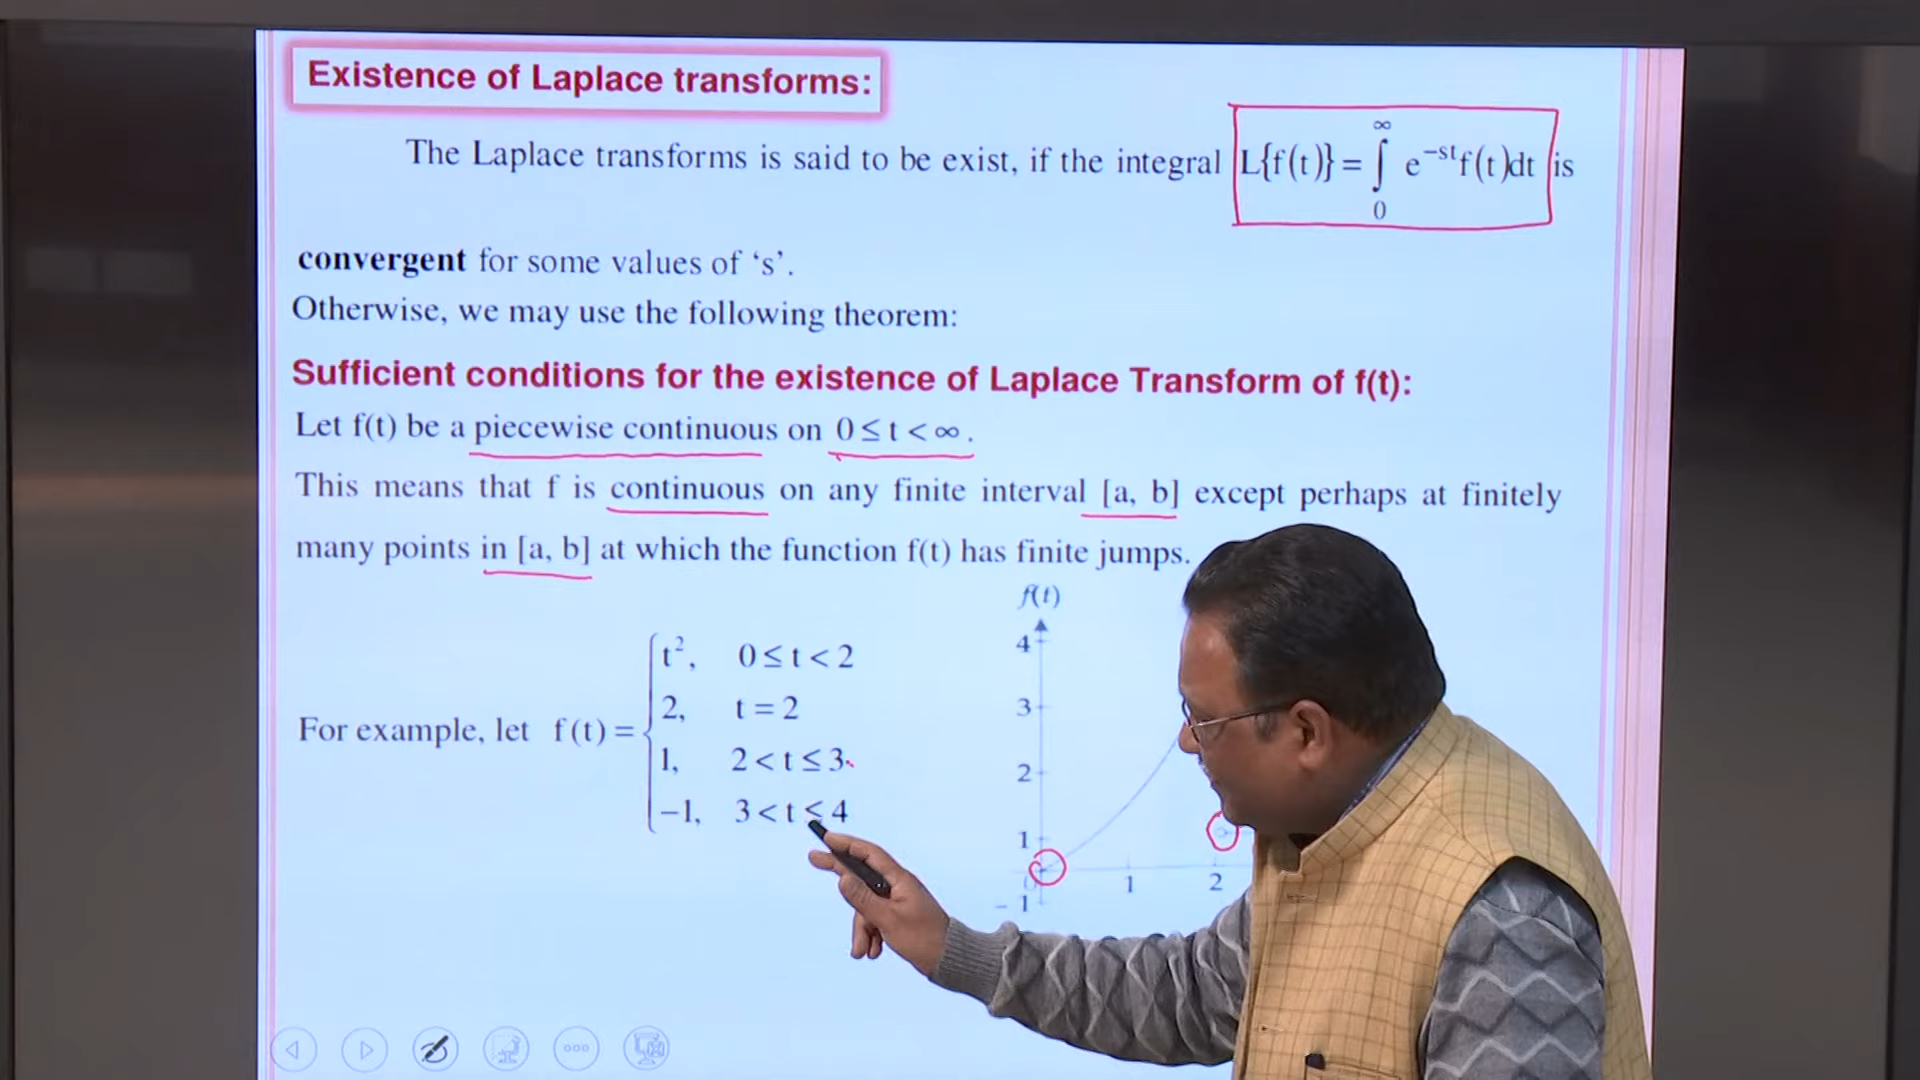 Existence of Laplace transforms:
The Laplace transforms is said to be exist, if the integral L{f(t)} = ∫₀^∞ e^{-st} f(t)dt is
convergent for some values of ‘s’.
Otherwise, we may use the following theorem:
Sufficient conditions for the existence of Laplace Transform of f(t):
Let f(t) be a piecewise continuous on 0 ≤ t < ∞.
This means that f is continuous on any finite interval [a, b] except perhaps at finitely
many points in [a, b] at which the function f(t) has finite jumps.
For example, let f(t) =
t², 0 ≤ t < 2
2, t = 2
1, 2 < t ≤ 3
−1, 3 < t ≤ 4
f(t)
4
3
2
1
0
− 1
1 2